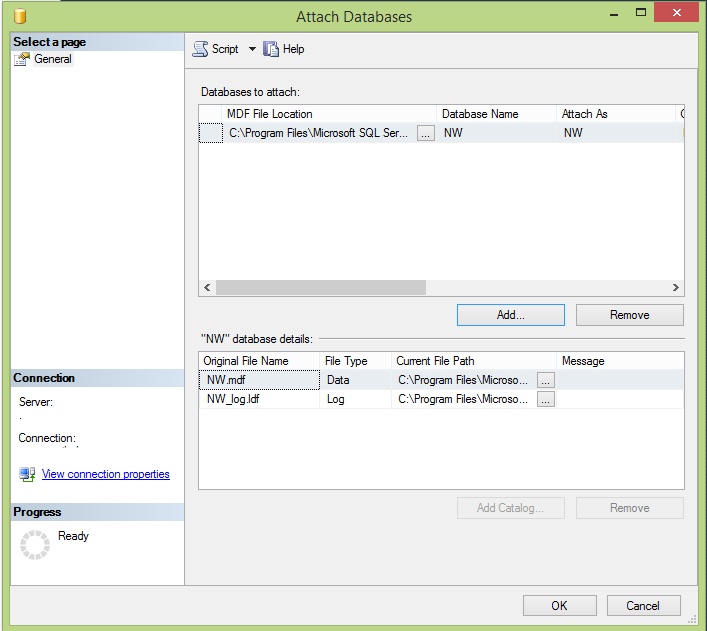 Attach Databases
Select a page
General
Script Help
Databases to attach:
MDF File Location Database Name Attach As
C:\Program Files\Microsoft SQL Ser... ... NW NW
Add... Remove
"NW" database details:
Original File Name File Type Current File Path Message
NW.mdf Data C:\Program Files\Microso... ...
NW_log.ldf Log C:\Program Files\Microso... ...
Add Catalog... Remove
Connection
Server:
.
Connection:
View connection properties
Progress
Ready
OK Cancel